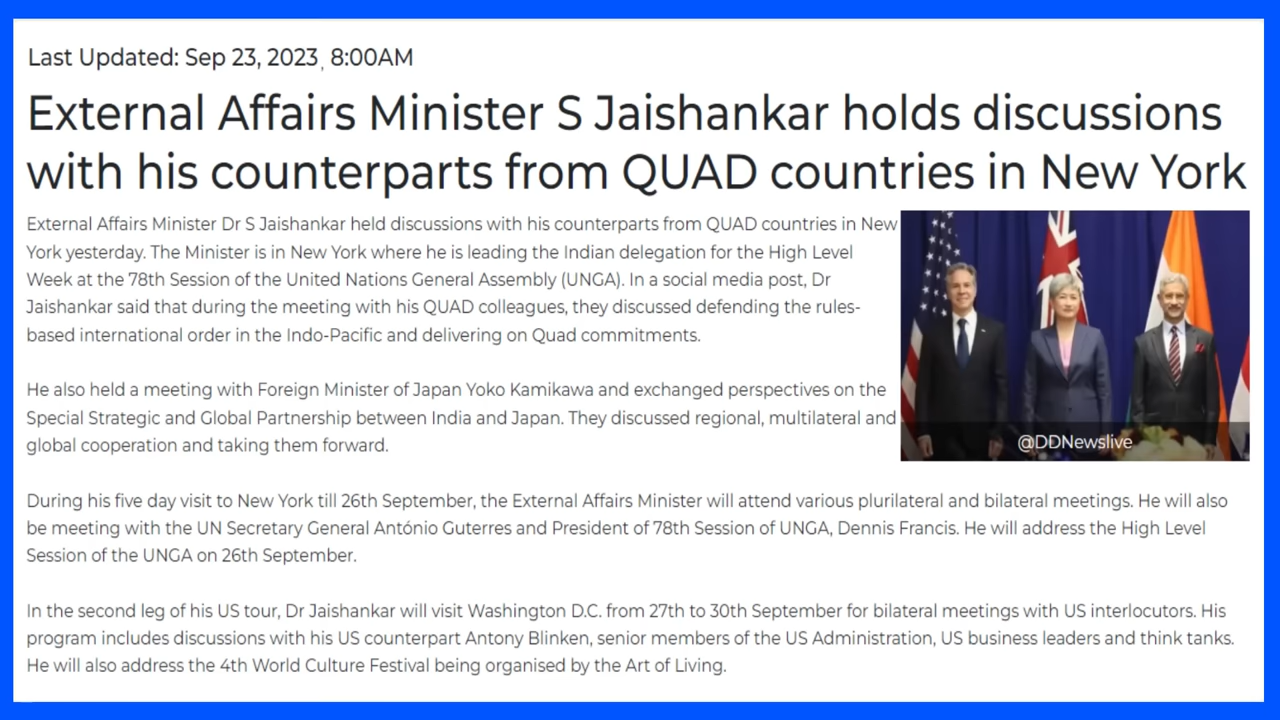 Last Updated: Sep 23, 2023, 8:00AM
External Affairs Minister S Jaishankar holds discussions
with his counterparts from QUAD countries in New York
External Affairs Minister Dr S Jaishankar held discussions with his counterparts from QUAD countries in New
York yesterday. The Minister is in New York where he is leading the Indian delegation for the High Level
Week at the 78th Session of the United Nations General Assembly (UNGA). In a social media post, Dr
Jaishankar said that during the meeting with his QUAD colleagues, they discussed defending the rules-
based international order in the Indo-Pacific and delivering on Quad commitments.
He also held a meeting with Foreign Minister of Japan Yoko Kamikawa and exchanged perspectives on the
Special Strategic and Global Partnership between India and Japan. They discussed regional, multilateral and
global cooperation and taking them forward.
@DDNewslive
During his five day visit to New York till 26th September, the External Affairs Minister will attend various plurilateral and bilateral meetings. He will also
be meeting with the UN Secretary General António Guterres and President of 78th Session of UNGA, Dennis Francis. He will address the High Level
Session of the UNGA on 26th September.
In the second leg of his US tour, Dr Jaishankar will visit Washington D.C. from 27th to 30th September for bilateral meetings with US interlocutors. His
program includes discussions with his US counterpart Antony Blinken, senior members of the US Administration, US business leaders and think tanks.
He will also address the 4th World Culture Festival being organised by the Art of Living.